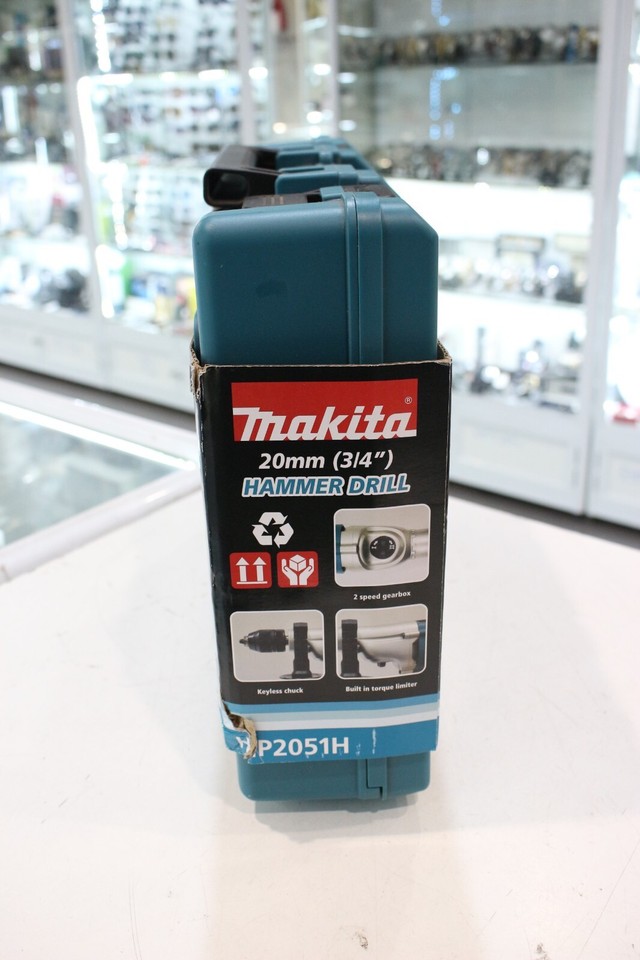 makita®
20mm (3/4")
HAMMER DRILL
2 speed gearbox
Keyless chuck
Built in torque limiter
P2051H